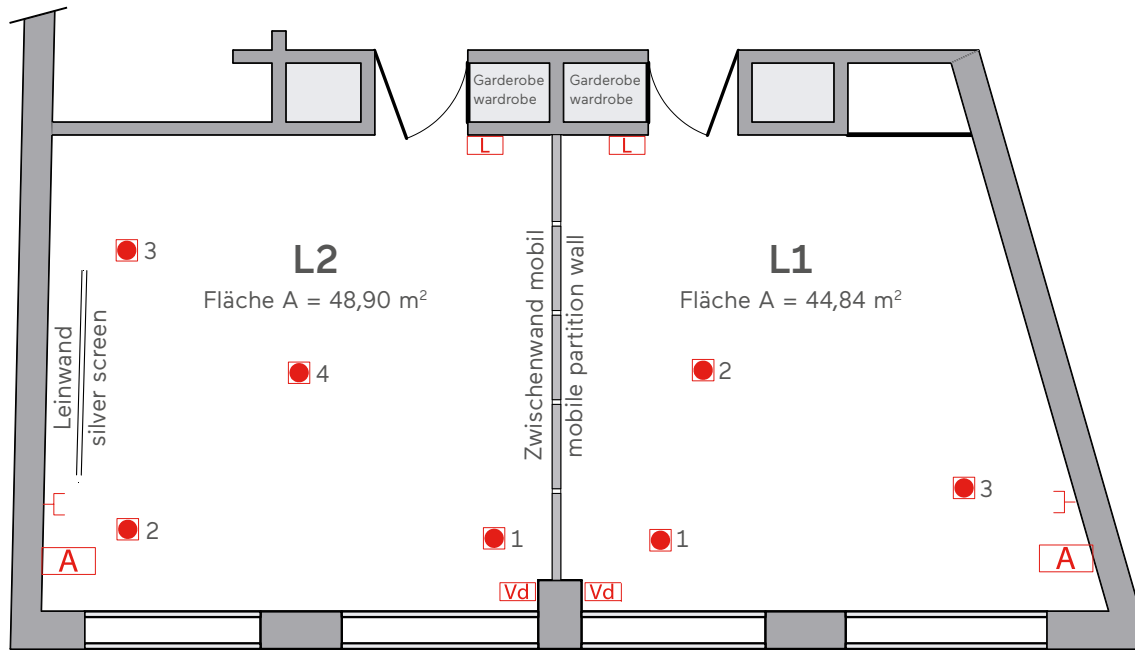 Garderobe
wardrobe
Garderobe
wardrobe
L
L
L2
Fläche A = 48,90 m²
L1
Fläche A = 44,84 m²
3
4
2
1
Leinwand
silver screen
Zwischenwand mobil
mobile partition wall
2
3
1
A
A
Vd
Vd